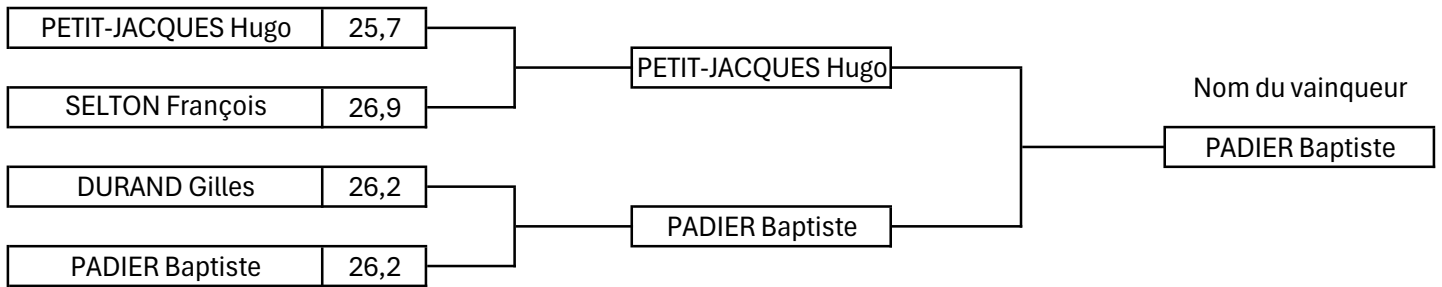 PETIT-JACQUES Hugo 25,7
SELTON François 26,9
DURAND Gilles 26,2
PADIER Baptiste 26,2
PETIT-JACQUES Hugo
PADIER Baptiste
Nom du vainqueur
PADIER Baptiste